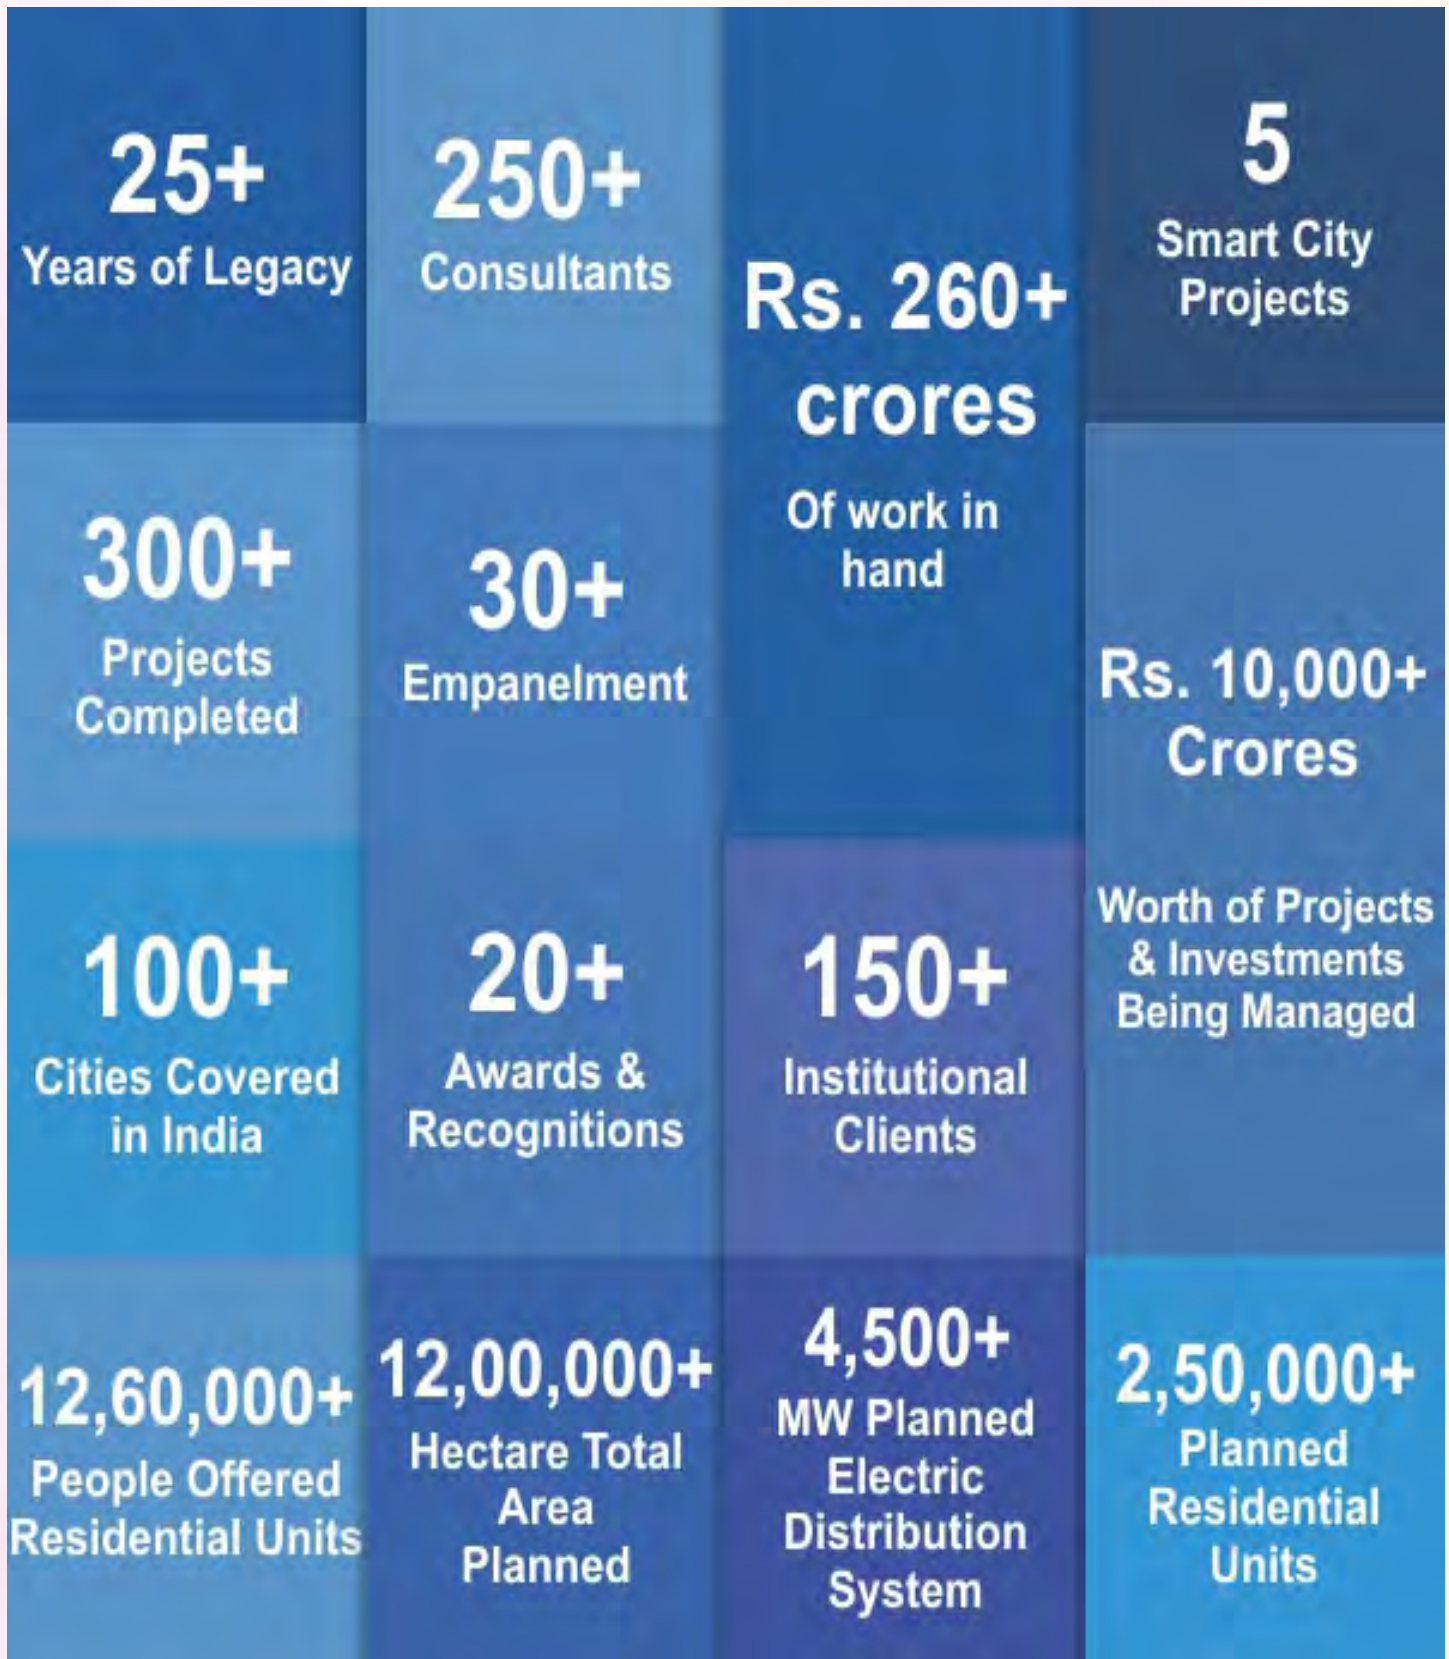 25+
Years of Legacy
250+
Consultants
Rs. 260+
crores
Of work in
hand
5
Smart City
Projects
300+
Projects
Completed
30+
Empanelment
Rs. 10,000+
Crores
Worth of Projects
& Investments
Being Managed
100+
Cities Covered
in India
20+
Awards &
Recognitions
150+
Institutional
Clients
12,60,000+
People Offered
Residential Units
12,00,000+
Hectare Total
Area
Planned
4,500+
MW Planned
Electric
Distribution
System
2,50,000+
Planned
Residential
Units